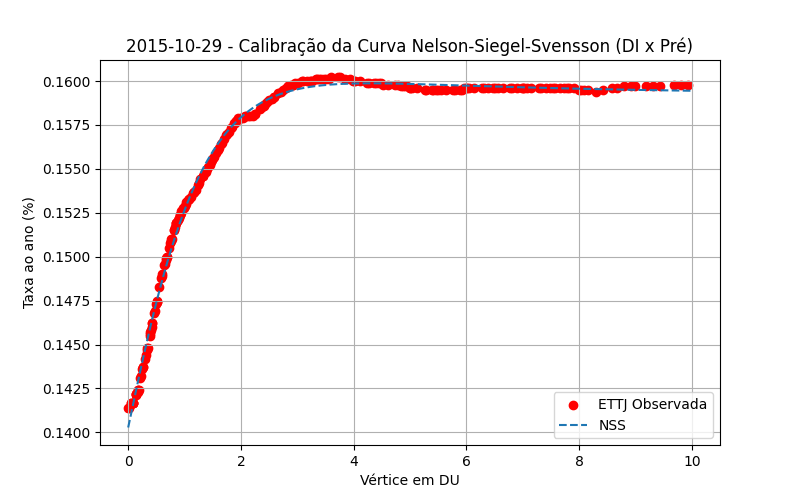 2015-10-29 - Calibração da Curva Nelson-Siegel-Svensson (DI x Pré)
Taxa ao ano (%)
0.1600
0.1575
0.1550
0.1525
0.1500
0.1475
0.1450
0.1425
0.1400
ETTJ Observada
NSS
0 2 4 6 8 10
Vértice em DU